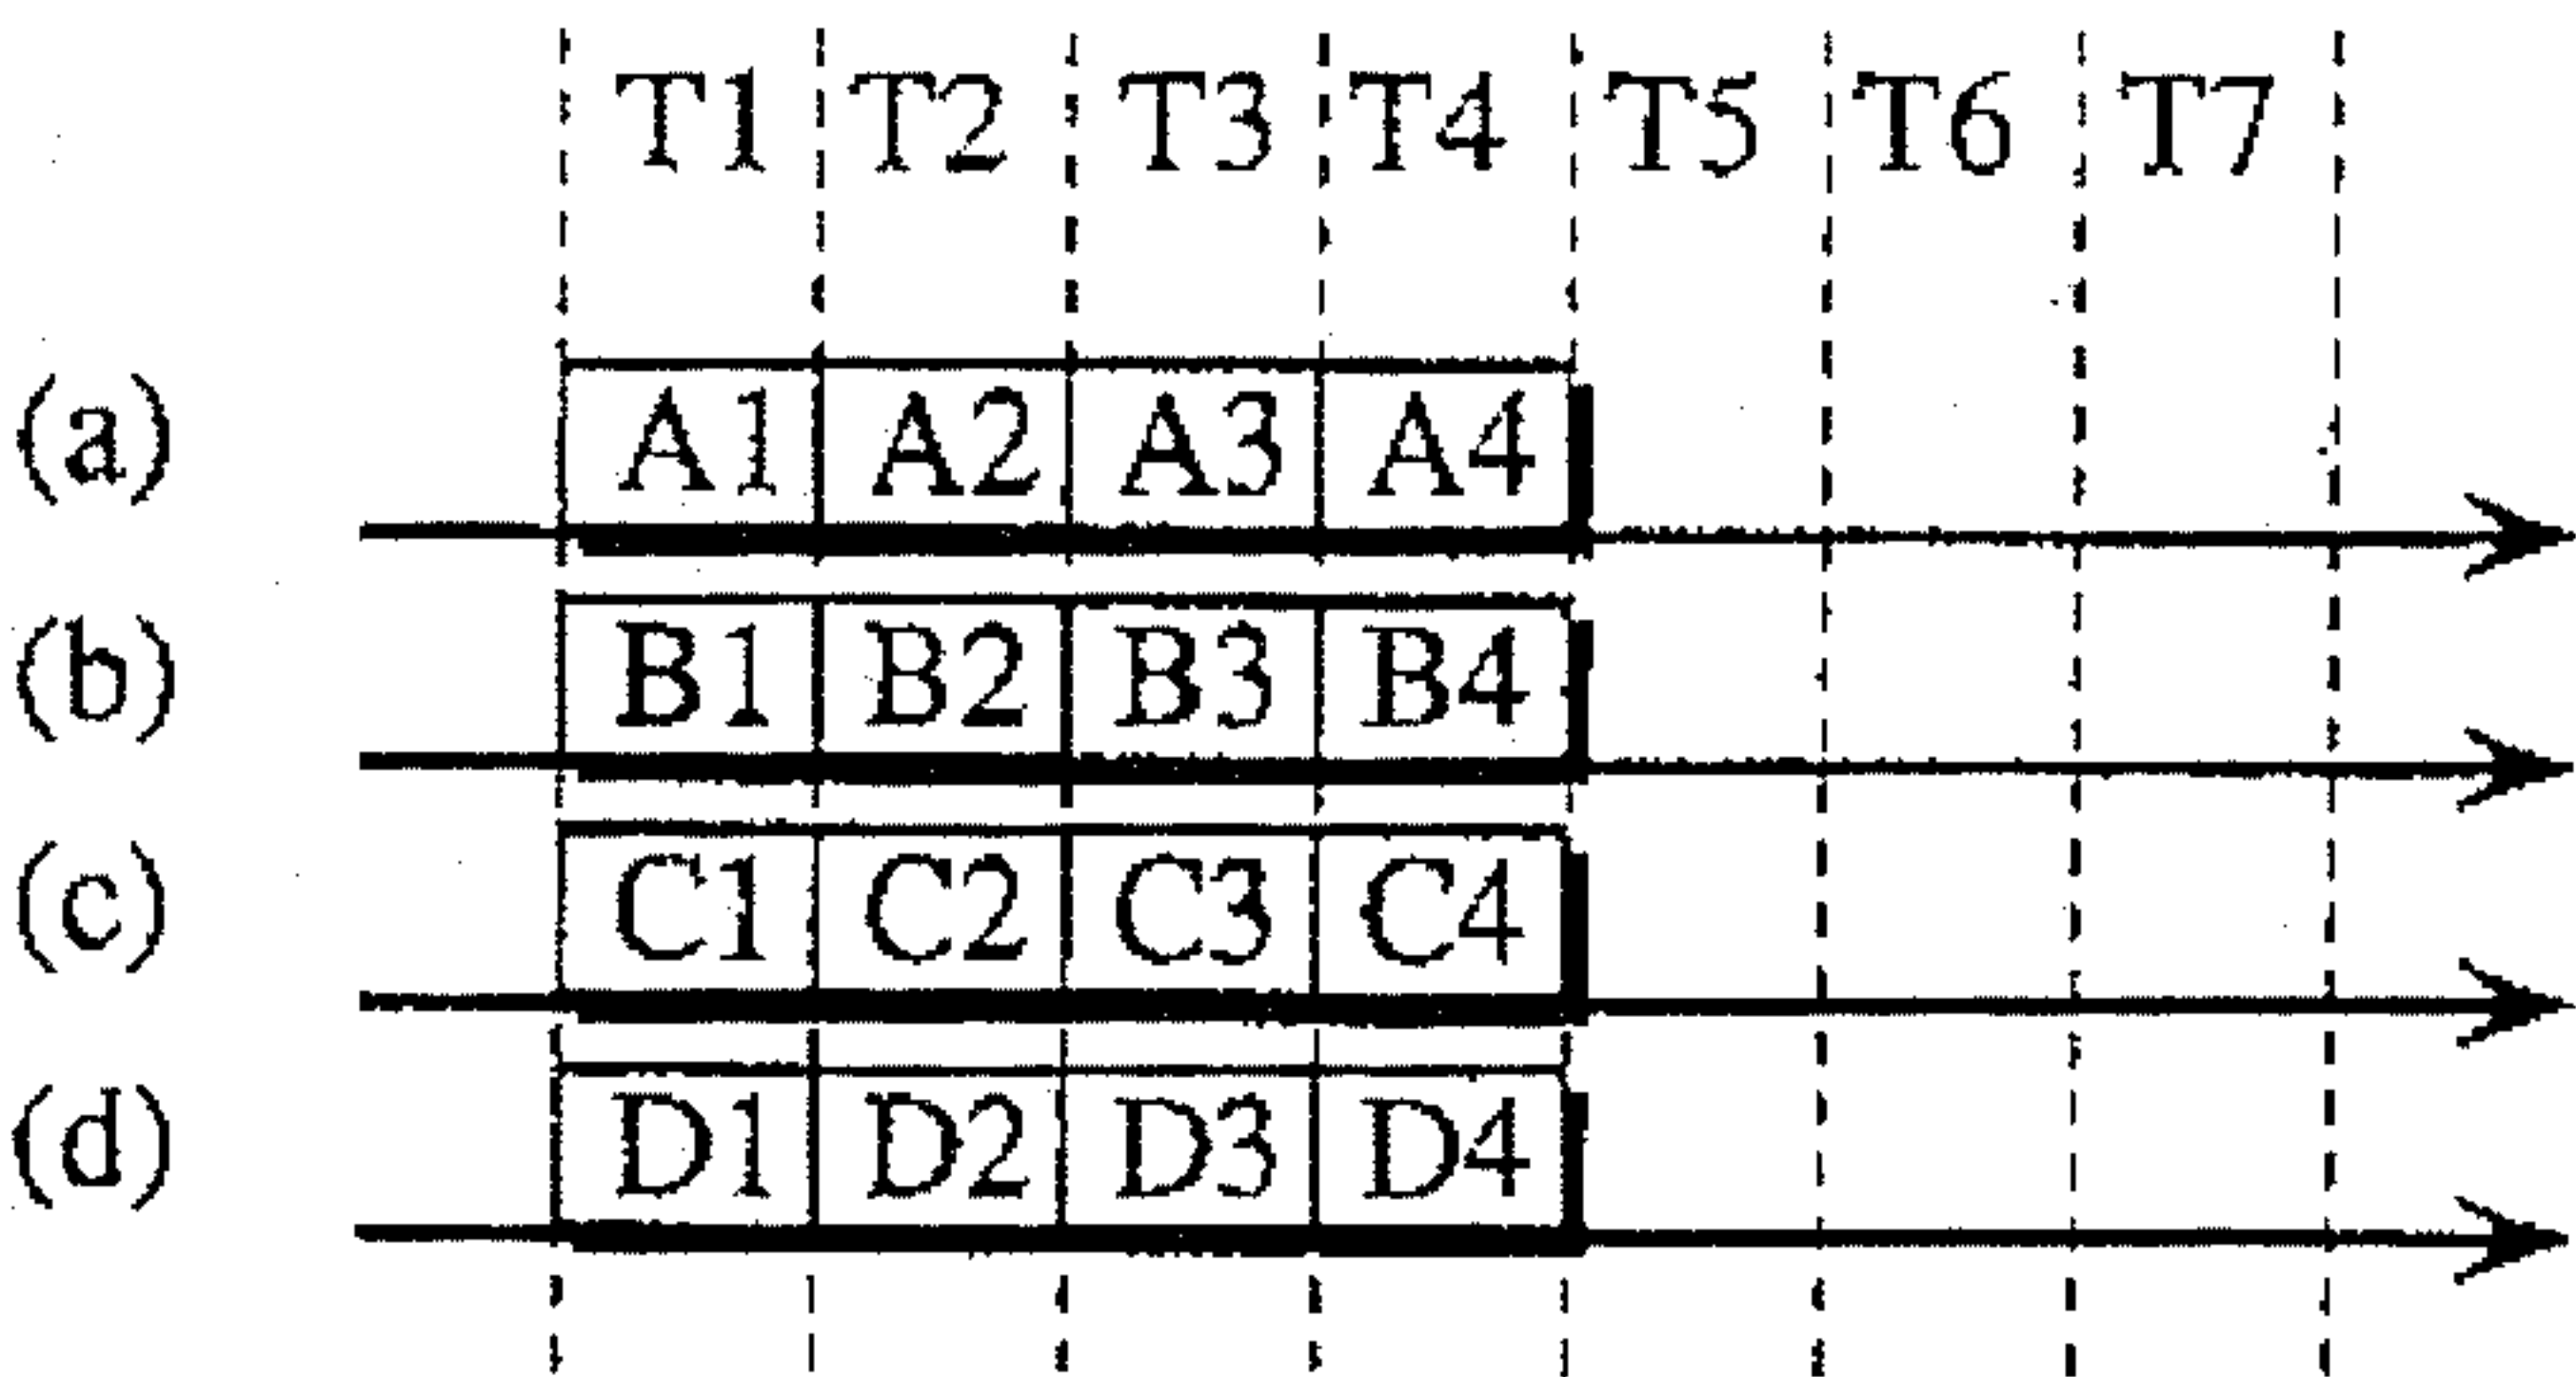 T1 T2 T3 T4 T5 T6 T7
(a) A1 A2 A3 A4
(b) B1 B2 B3 B4
(c) C1 C2 C3 C4
(d) D1 D2 D3 D4